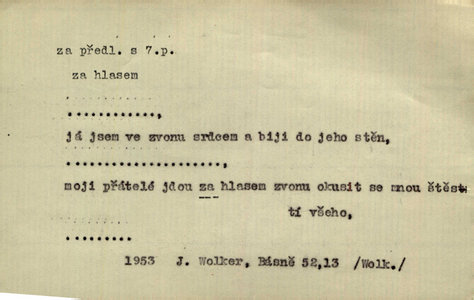 za předl. s 7.p.
za hlasem
. . . . . . . . . . .
............,
já jsem ve zvonu srdcem a biji do jeho stěn,
.....................,
moji přátelé jdou za hlasem zvonu okusit se mnou štěst
tí všeho,
.........
1953 J. Wolker, Básně 52,13 /Wolk./